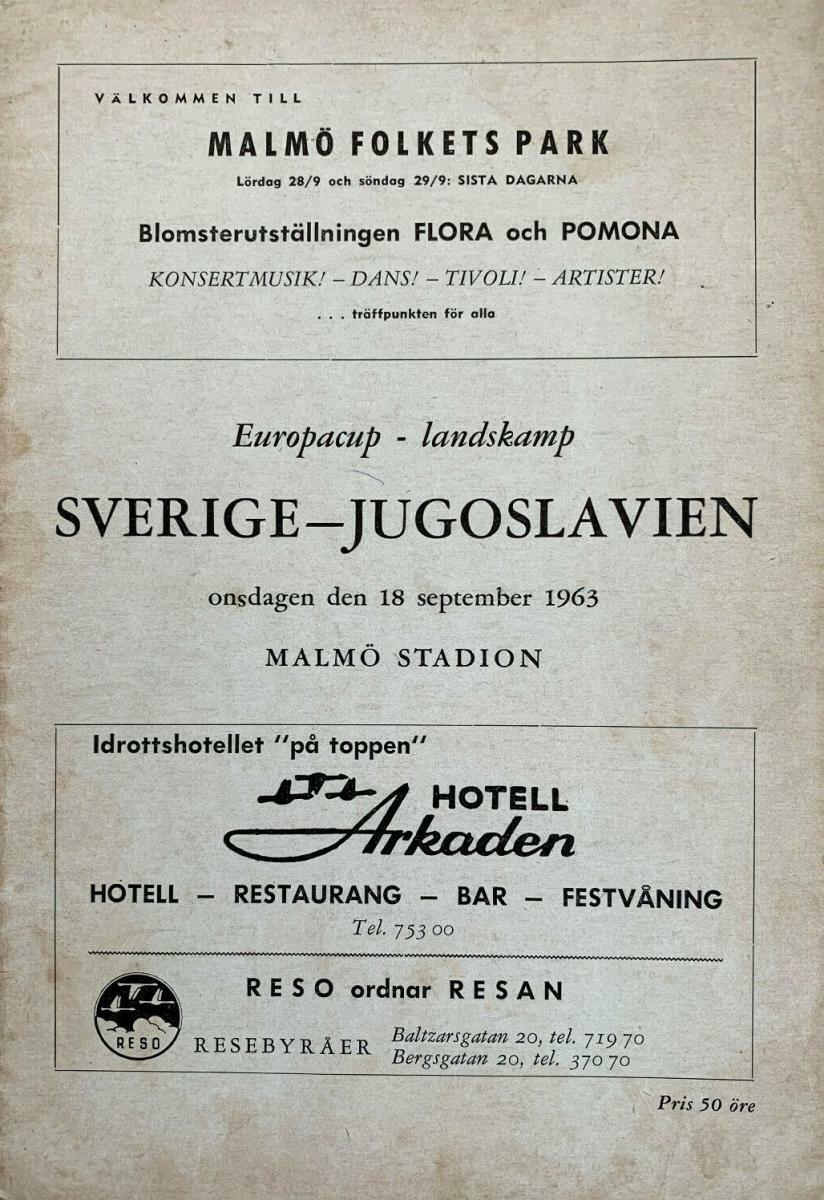 VÄLKOMMEN TILL
MALMÖ FOLKETS PARK
Lördag 28/9 och söndag 29/9: SISTA DAGARNA
Blomsterutställningen FLORA och POMONA
KONSERTMUSIK! – DANS! – TIVOLI! – ARTISTER!
. . . träffpunkten för alla
Europacup - landskamp
SVERIGE–JUGOSLAVIEN
onsdagen den 18 september 1963
MALMÖ STADION
Idrottshotellet "på toppen"
HOTELL
Arkaden
HOTELL – RESTAURANG – BAR – FESTVÅNING
Tel. 753 00
RESO ordnar RESAN
RESO
RESEBYRÅER
Baltzarsgatan 20, tel. 719 70
Bergsgatan 20, tel. 370 70
Pris 50 öre